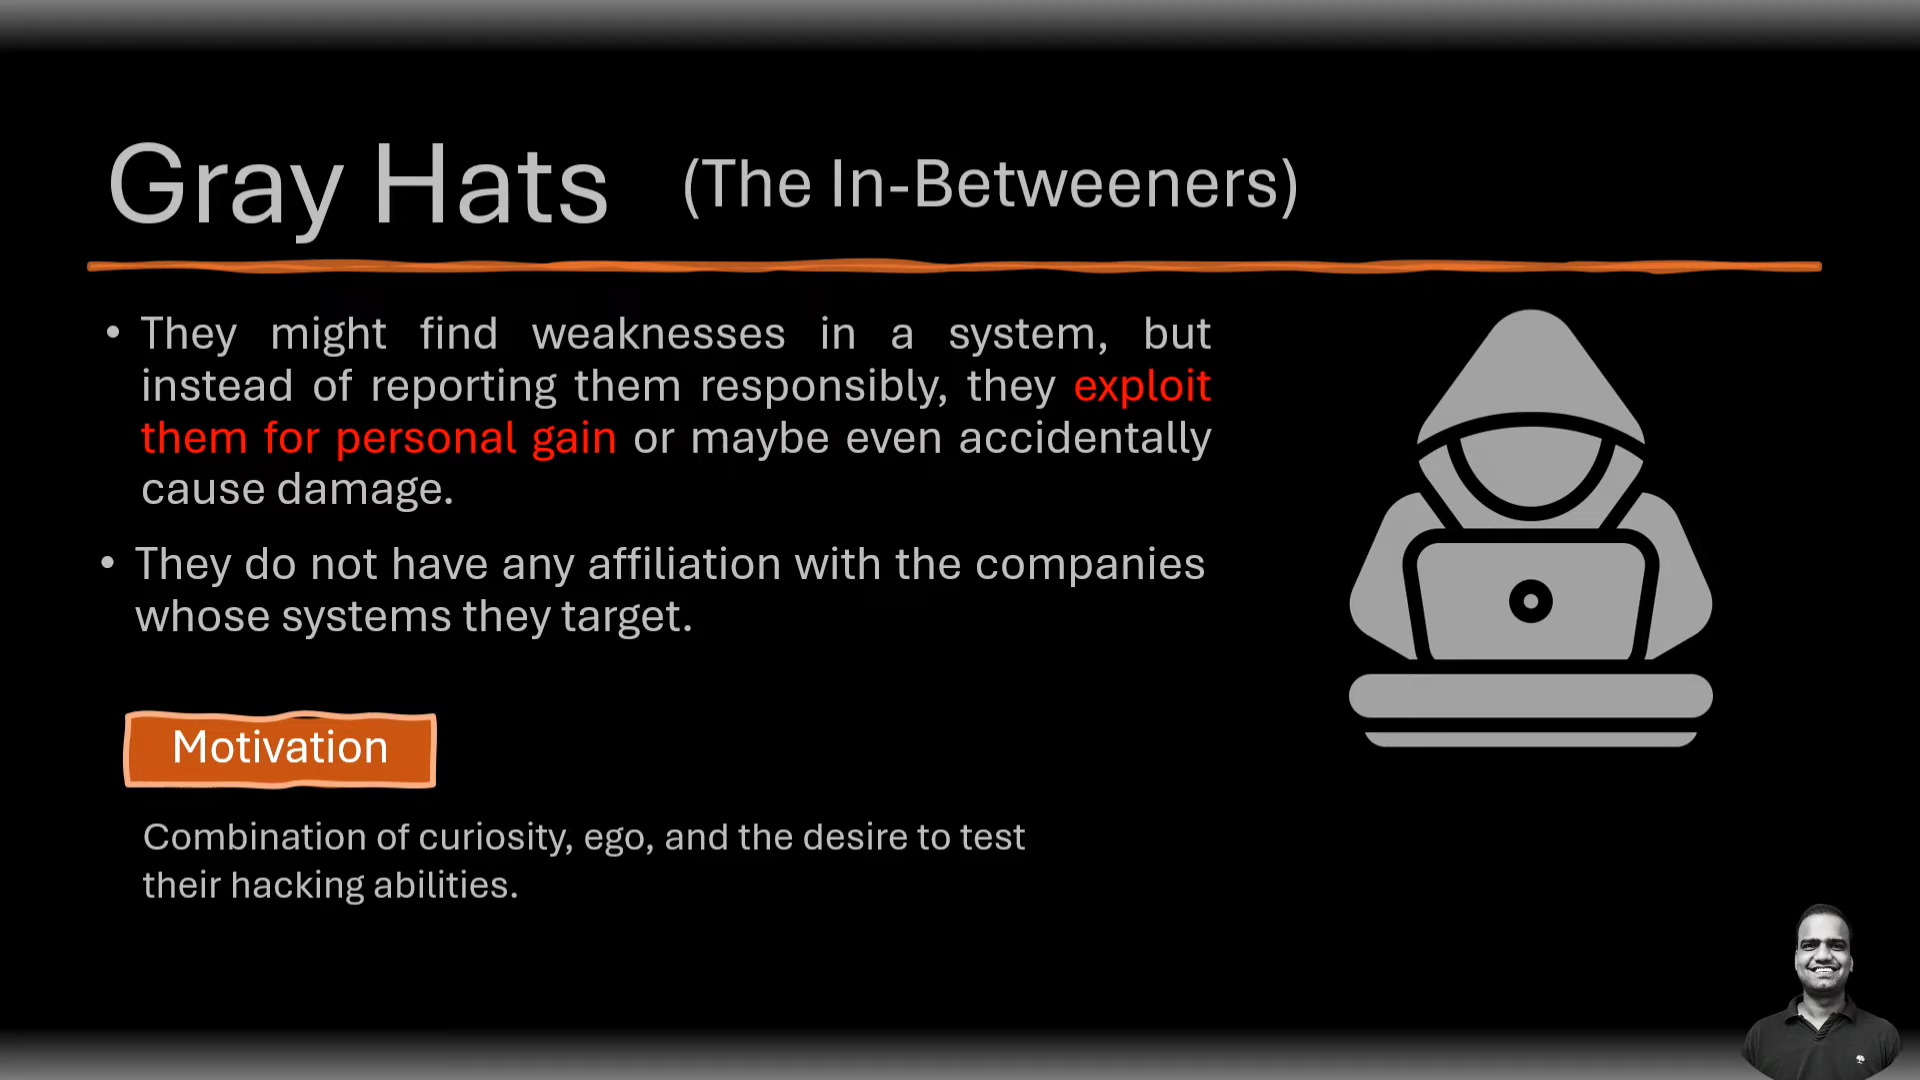 Gray Hats (The In-Betweeners)
• They might find weaknesses in a system, but
instead of reporting them responsibly, they exploit
them for personal gain or maybe even accidentally
cause damage.
• They do not have any affiliation with the companies
whose systems they target.
Motivation
Combination of curiosity, ego, and the desire to test
their hacking abilities.